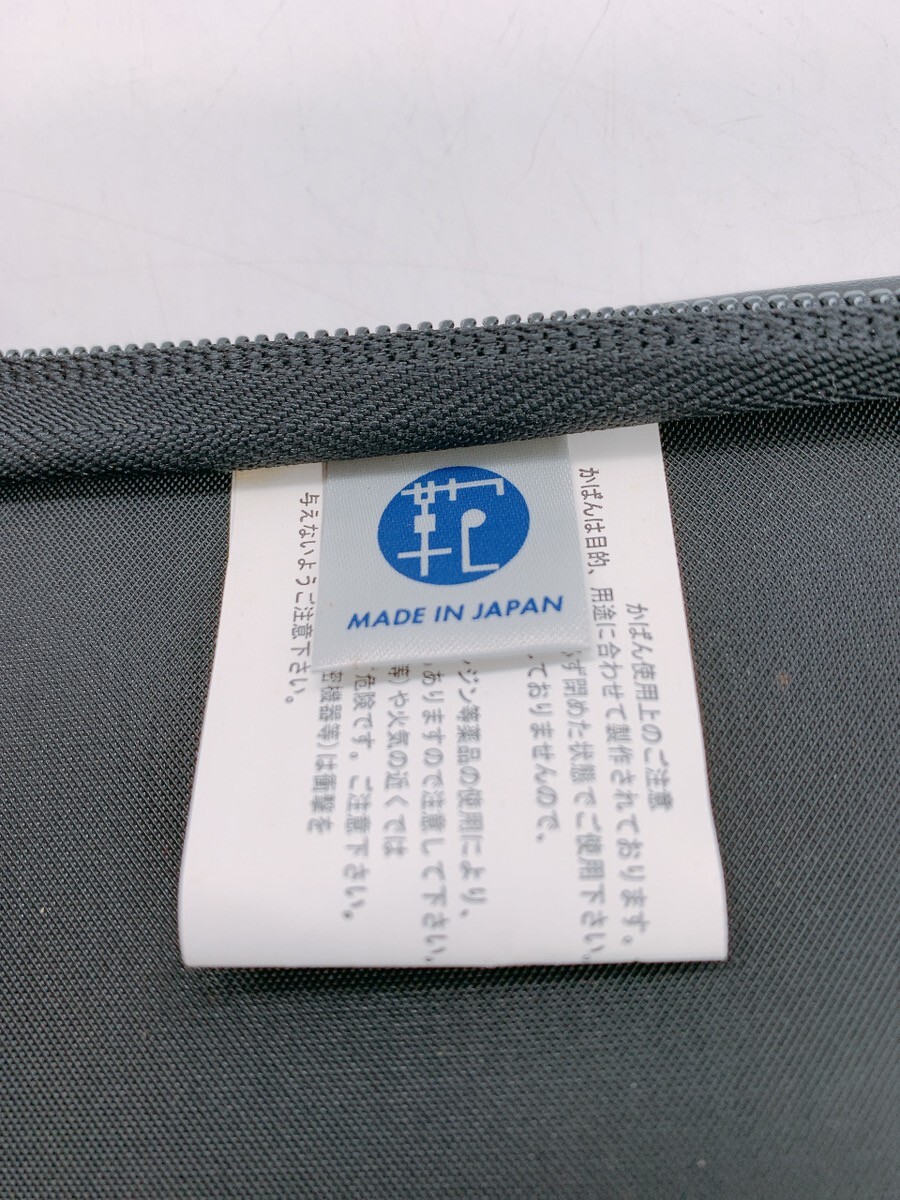 MADE IN JAPAN
かばん使用上のご注意
かばんは目的、用途に合わせて製作されております。
ず閉めた状態でご使用下さい。
ておりませんので、
ジン等薬品の使用により、
ありますので注意して下さい。
等)や火気の近くでは
危険です。ご注意下さい。
密機器等)は衝撃を
与えないようご注意下さい。